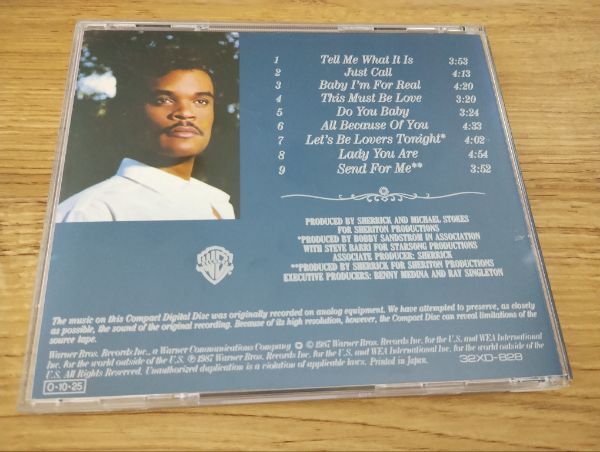 1 Tell Me What It Is 3:53
2 Just Call 4:13
3 Baby I'm For Real 4:20
4 This Must Be Love 3:20
5 Do You Baby 3:24
6 All Because Of You 4:33
7 Let's Be Lovers Tonight* 4:02
8 Lady You Are 4:54
9 Send For Me** 3:52
PRODUCED BY SHERRICK AND MICHAEL STOKES
FOR SHERITON PRODUCTIONS
*PRODUCED BY BOBBY SANDSTROM IN ASSOCIATION
WITH STEVE BARRI FOR STARSONG PRODUCTIONS
ASSOCIATE PRODUCER: SHERRICK
**PRODUCED BY SHERRICK FOR SHERITON PRODUCTIONS
EXECUTIVE PRODUCERS: BENNY MEDINA AND RAY SINGLETON
The music on this Compact Digital Disc was originally recorded on analog equipment. We have attempted to preserve, as closely
as possible, the sound of the original recording. Because of its high resolution, however, the Compact Disc can reveal limitations of the
source tape.
Warner Bros. Records Inc., a Warner Communications Company © 1987 Warner Bros. Records Inc. for the U.S. and WEA International
Inc. for the world outside of the U.S. ℗ 1987 Warner Bros. Records Inc. for the U.S. and WEA International Inc. for the world outside of the
U.S. All Rights Reserved. Unauthorized duplication is a violation of applicable laws. Printed in Japan.
32XD-828
O-10-25